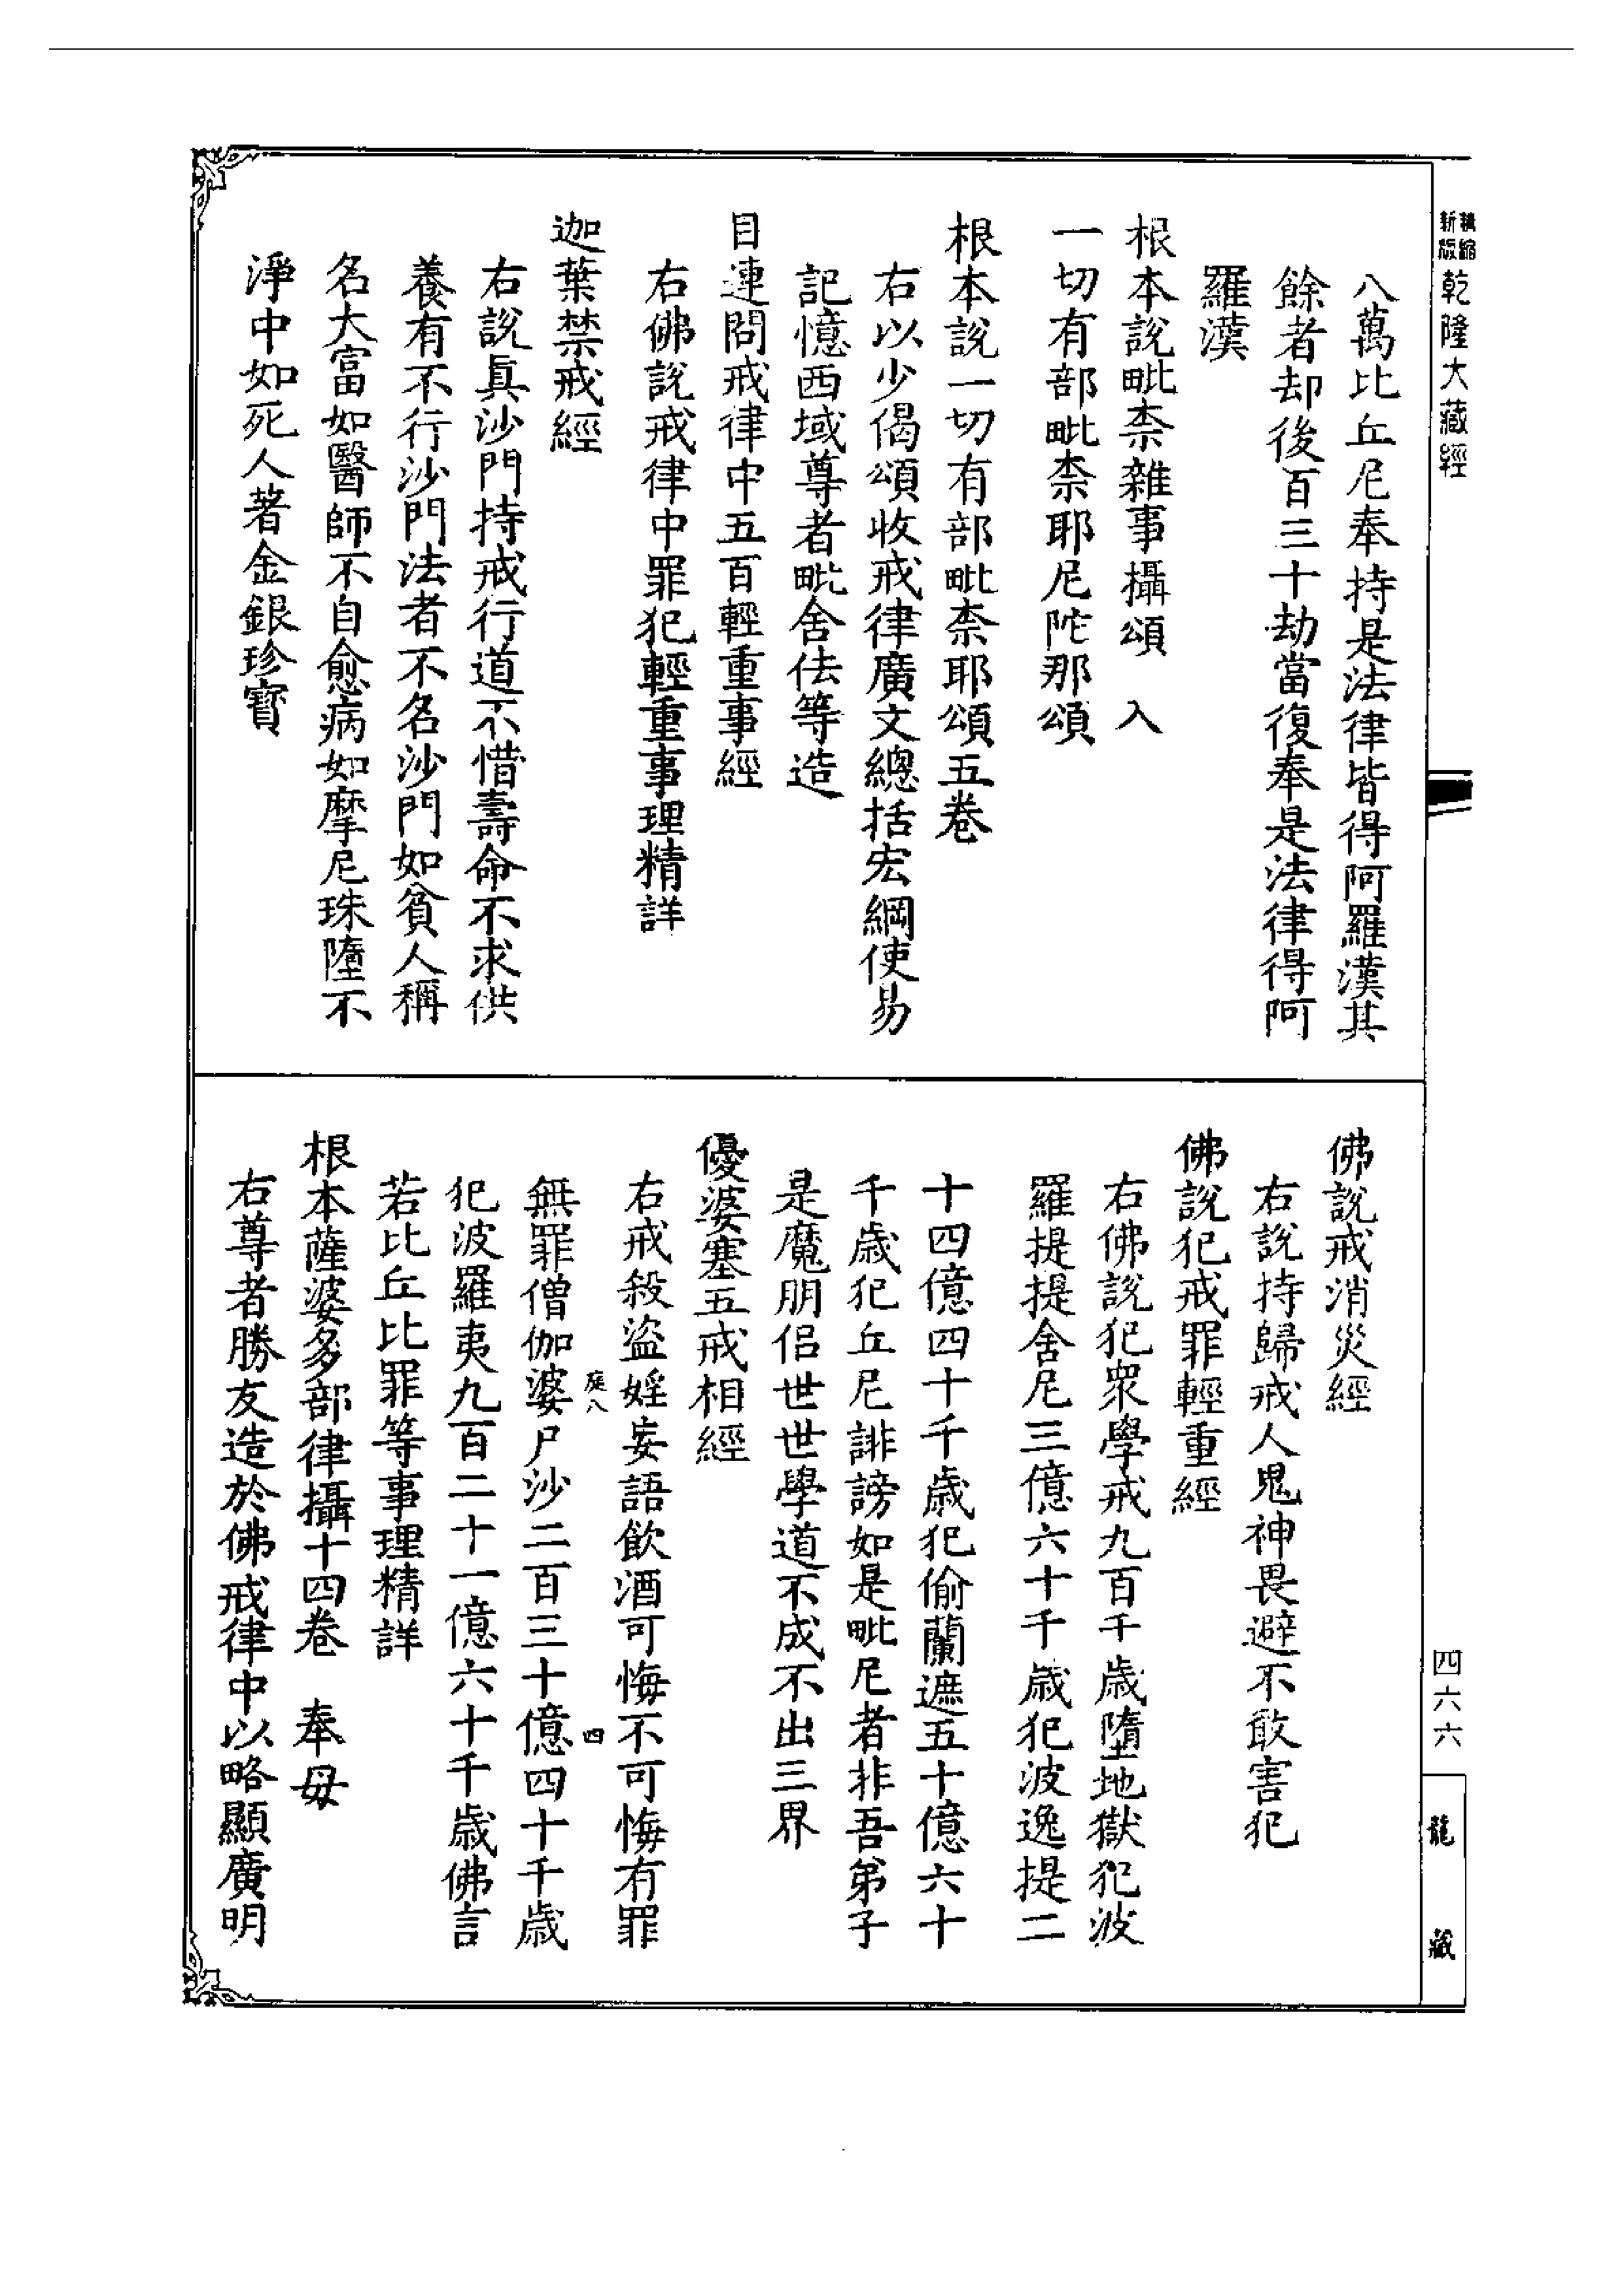 精縮新版乾隆大藏經
八萬比丘尼奉持是法律皆得阿羅漢其
餘者却後百三十劫當復奉是法律得阿
羅漢
根本說毗柰雜事攝頌　入
一切有部毗柰耶尼陀那頌
根本說一切有部毗柰耶頌五卷
右以少偈頌收戒律廣文總括宏綱使易
記憶西域尊者毗舍佉等造
目連問戒律中五百輕重事經
右佛說戒律中罪犯輕重事理精詳
迦葉禁戒經
右說真沙門持戒行道不惜壽命不求供
養有不行沙門法者不名沙門如貧人稱
名大富如醫師不自愈病如摩尼珠墮不
淨中如死人著金銀珍寶
佛說戒消災經
右說持歸戒人鬼神畏避不敢害犯
佛說犯戒罪輕重經
右佛說犯眾學戒九百千歲墮地獄犯波
羅提提舍尼三億六十千歲犯波逸提二
十四億四十千歲犯偷蘭遮五十億六十
千歲犯丘尼誹謗如是毗尼者非吾弟子
是魔朋侶世世學道不成不出三界
優婆塞五戒相經
右戒殺盜婬妄語飲酒可悔不可悔有罪
庭八　四
無罪僧伽婆尸沙二百三十億四十千歲
犯波羅夷九百二十一億六十千歲佛言
若比丘比罪等事理精詳
根本薩婆多部律攝十四卷　奉母
右尊者勝友造於佛戒律中以略顯廣明
四六六
龍藏